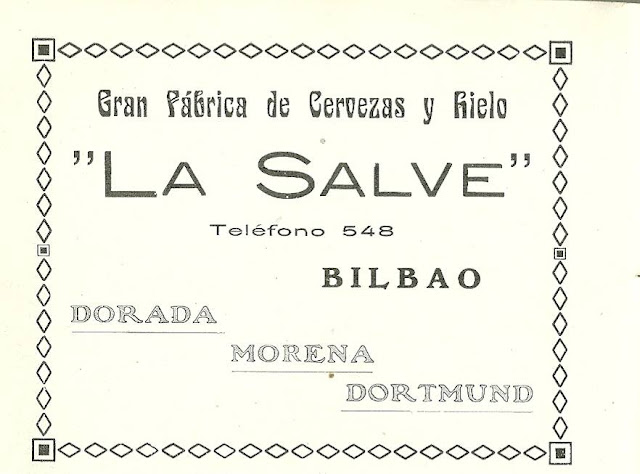 Gran Fábrica de Cervezas y Hielo
"LA SALVE"
Teléfono 548
BILBAO
DORADA
MORENA
DORTMUND